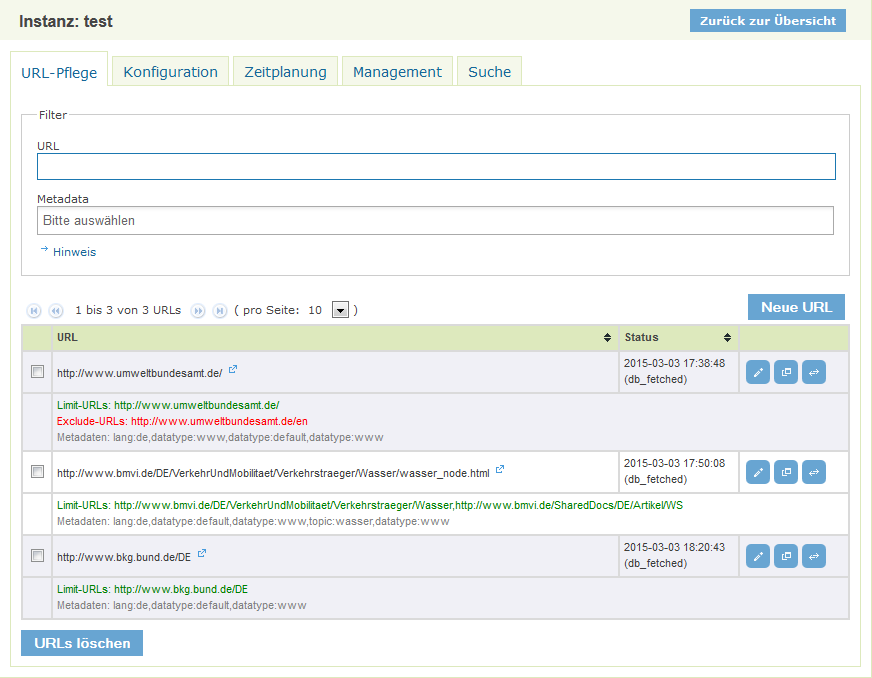 Instanz: test
Zurück zur Übersicht
URL-Pflege
Konfiguration
Zeitplanung
Management
Suche
Filter
URL
Metadata
Bitte auswählen
Hinweis
1 bis 3 von 3 URLs
( pro Seite: 10 )
Neue URL
URL
Status
http://www.umweltbundesamt.de/
2015-03-03 17:38:48
(db_fetched)
Limit-URLs: http://www.umweltbundesamt.de/
Exclude-URLs: http://www.umweltbundesamt.de/en
Metadaten: lang:de,datatype:www,datatype:default,datatype:www
http://www.bmvi.de/DE/VerkehrUndMobilitaet/Verkehrstraeger/Wasser/wasser_node.html
2015-03-03 17:50:08
(db_fetched)
Limit-URLs: http://www.bmvi.de/DE/VerkehrUndMobilitaet/Verkehrstraeger/Wasser,http://www.bmvi.de/SharedDocs/DE/Artikel/WS
Metadaten: lang:de,datatype:default,datatype:www,topic:wasser,datatype:www
http://www.bkg.bund.de/DE
2015-03-03 18:20:43
(db_fetched)
Limit-URLs: http://www.bkg.bund.de/DE
Metadaten: lang:de,datatype:default,datatype:www
URLs löschen